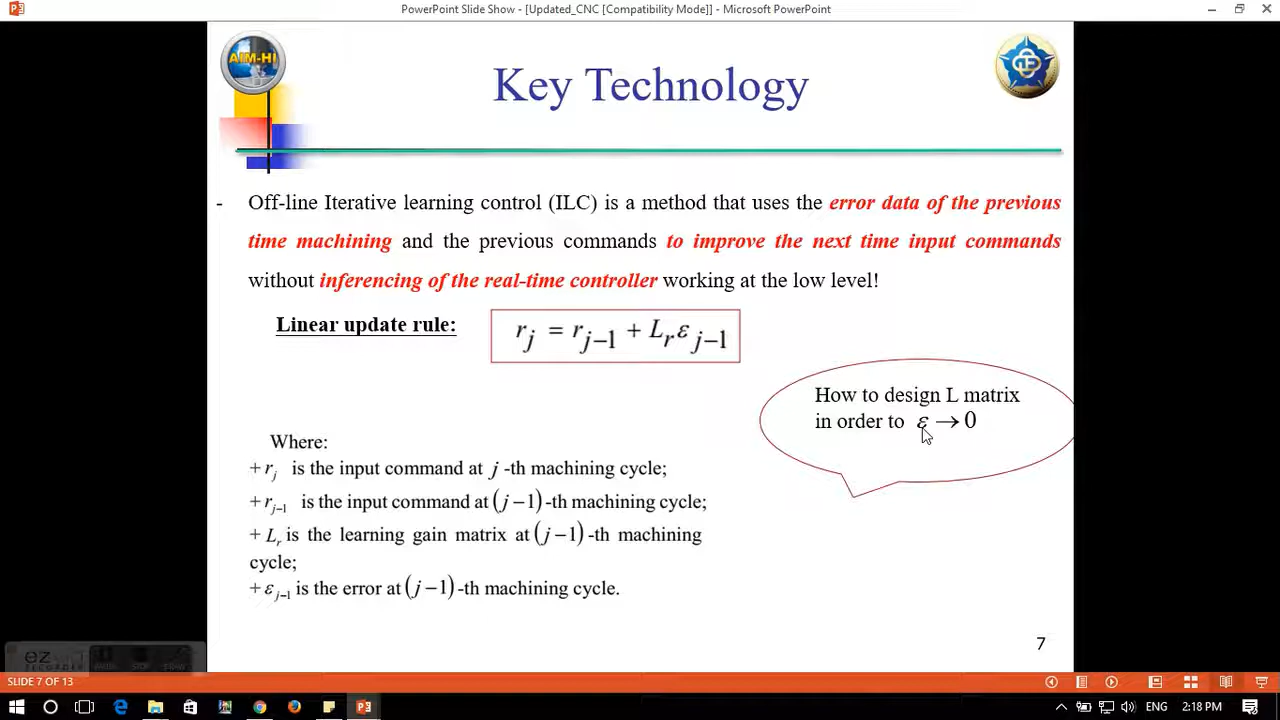 PowerPoint Slide Show - [Updated_CNC [Compatibility Mode]] - Microsoft PowerPoint
AIM-HI
Key Technology
- Off-line Iterative learning control (ILC) is a method that uses the error data of the previous
time machining and the previous commands to improve the next time input commands
without inferencing of the real-time controller working at the low level!
Linear update rule:
r_j = r_{j-1} + L_r ε_{j-1}
How to design L matrix
in order to ε → 0
Where:
+ r_j is the input command at j -th machining cycle;
+ r_{j-1} is the input command at (j-1) -th machining cycle;
+ L_r is the learning gain matrix at (j-1) -th machining
cycle;
+ ε_{j-1} is the error at (j-1) -th machining cycle.
7
ez
RECORDER
STOP
SLIDE 7 OF 13
ENG
2:18 PM